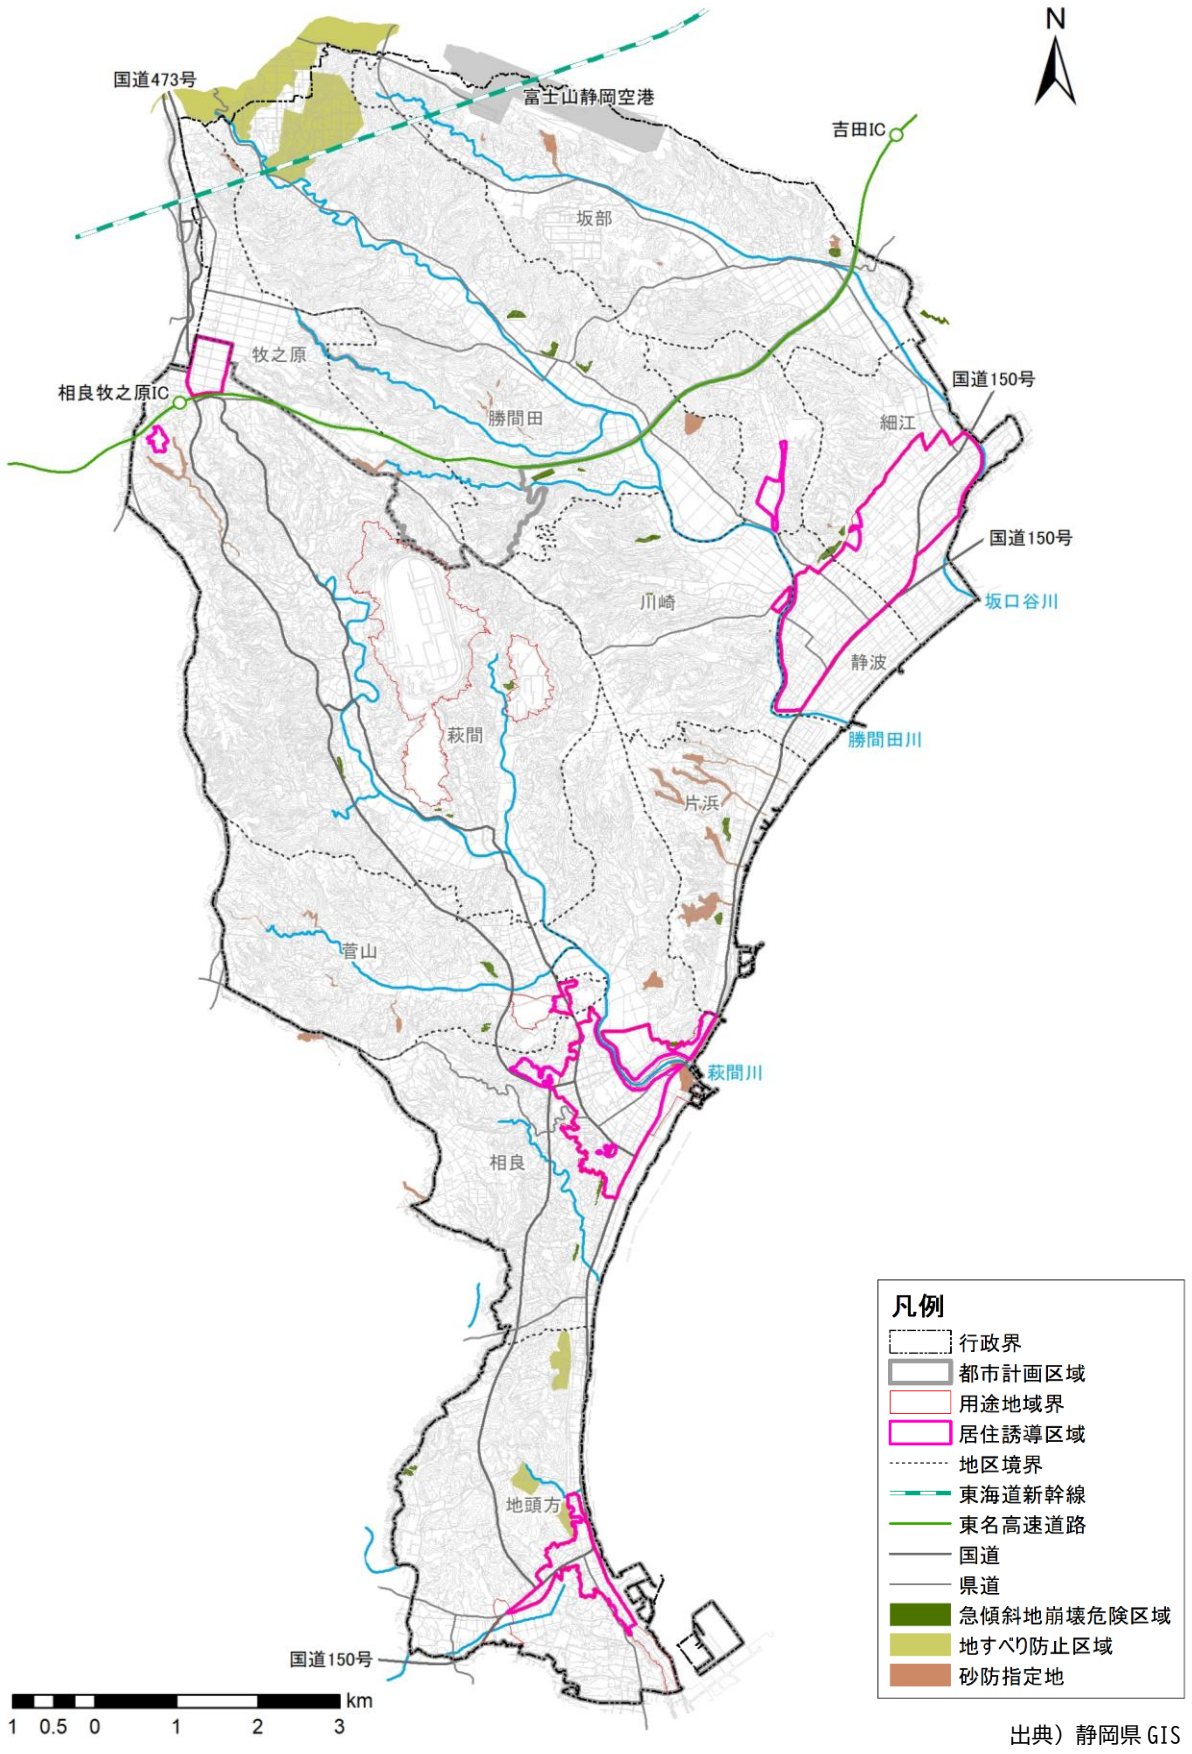 N
国道473号
富士山静岡空港
吉田IC
坂部
牧之原
国道150号
相良牧之原IC
勝間田
細江
国道150号
川崎
坂口谷川
静波
萩間
勝間田川
片浜
菅山
萩間川
相良
地頭方
国道150号
凡例
行政界
都市計画区域
用途地域界
居住誘導区域
地区境界
東海道新幹線
東名高速道路
国道
県道
急傾斜地崩壊危険区域
地すべり防止区域
砂防指定地
km
1 0.5 0 1 2 3
出典）静岡県 GIS